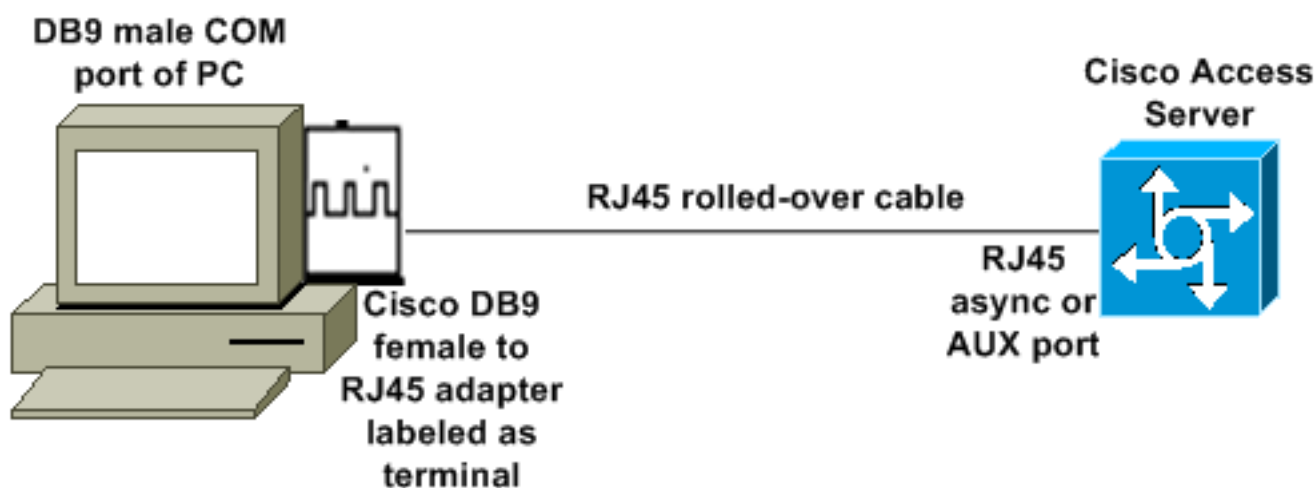 DB9 male COM
port of PC
Cisco Access
Server
RJ45 rolled-over cable
RJ45
async or
AUX port
Cisco DB9
female to
RJ45 adapter
labeled as
terminal